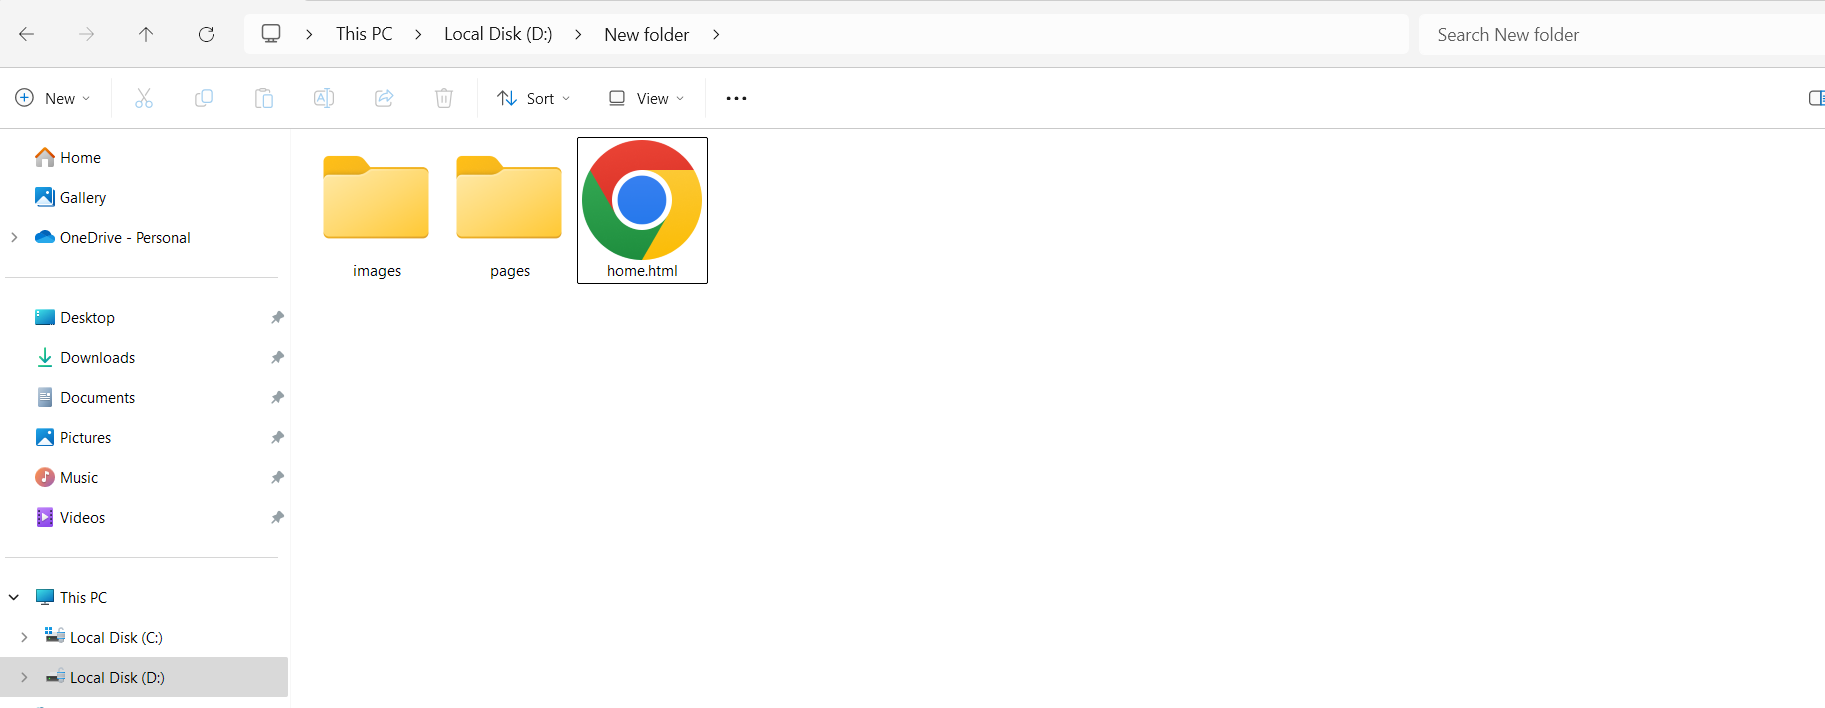 This PC > Local Disk (D:) > New folder >
Search New folder
New
Sort
View
Home
Gallery
OneDrive - Personal
Desktop
Downloads
Documents
Pictures
Music
Videos
This PC
Local Disk (C:)
Local Disk (D:)
images
pages
home.html